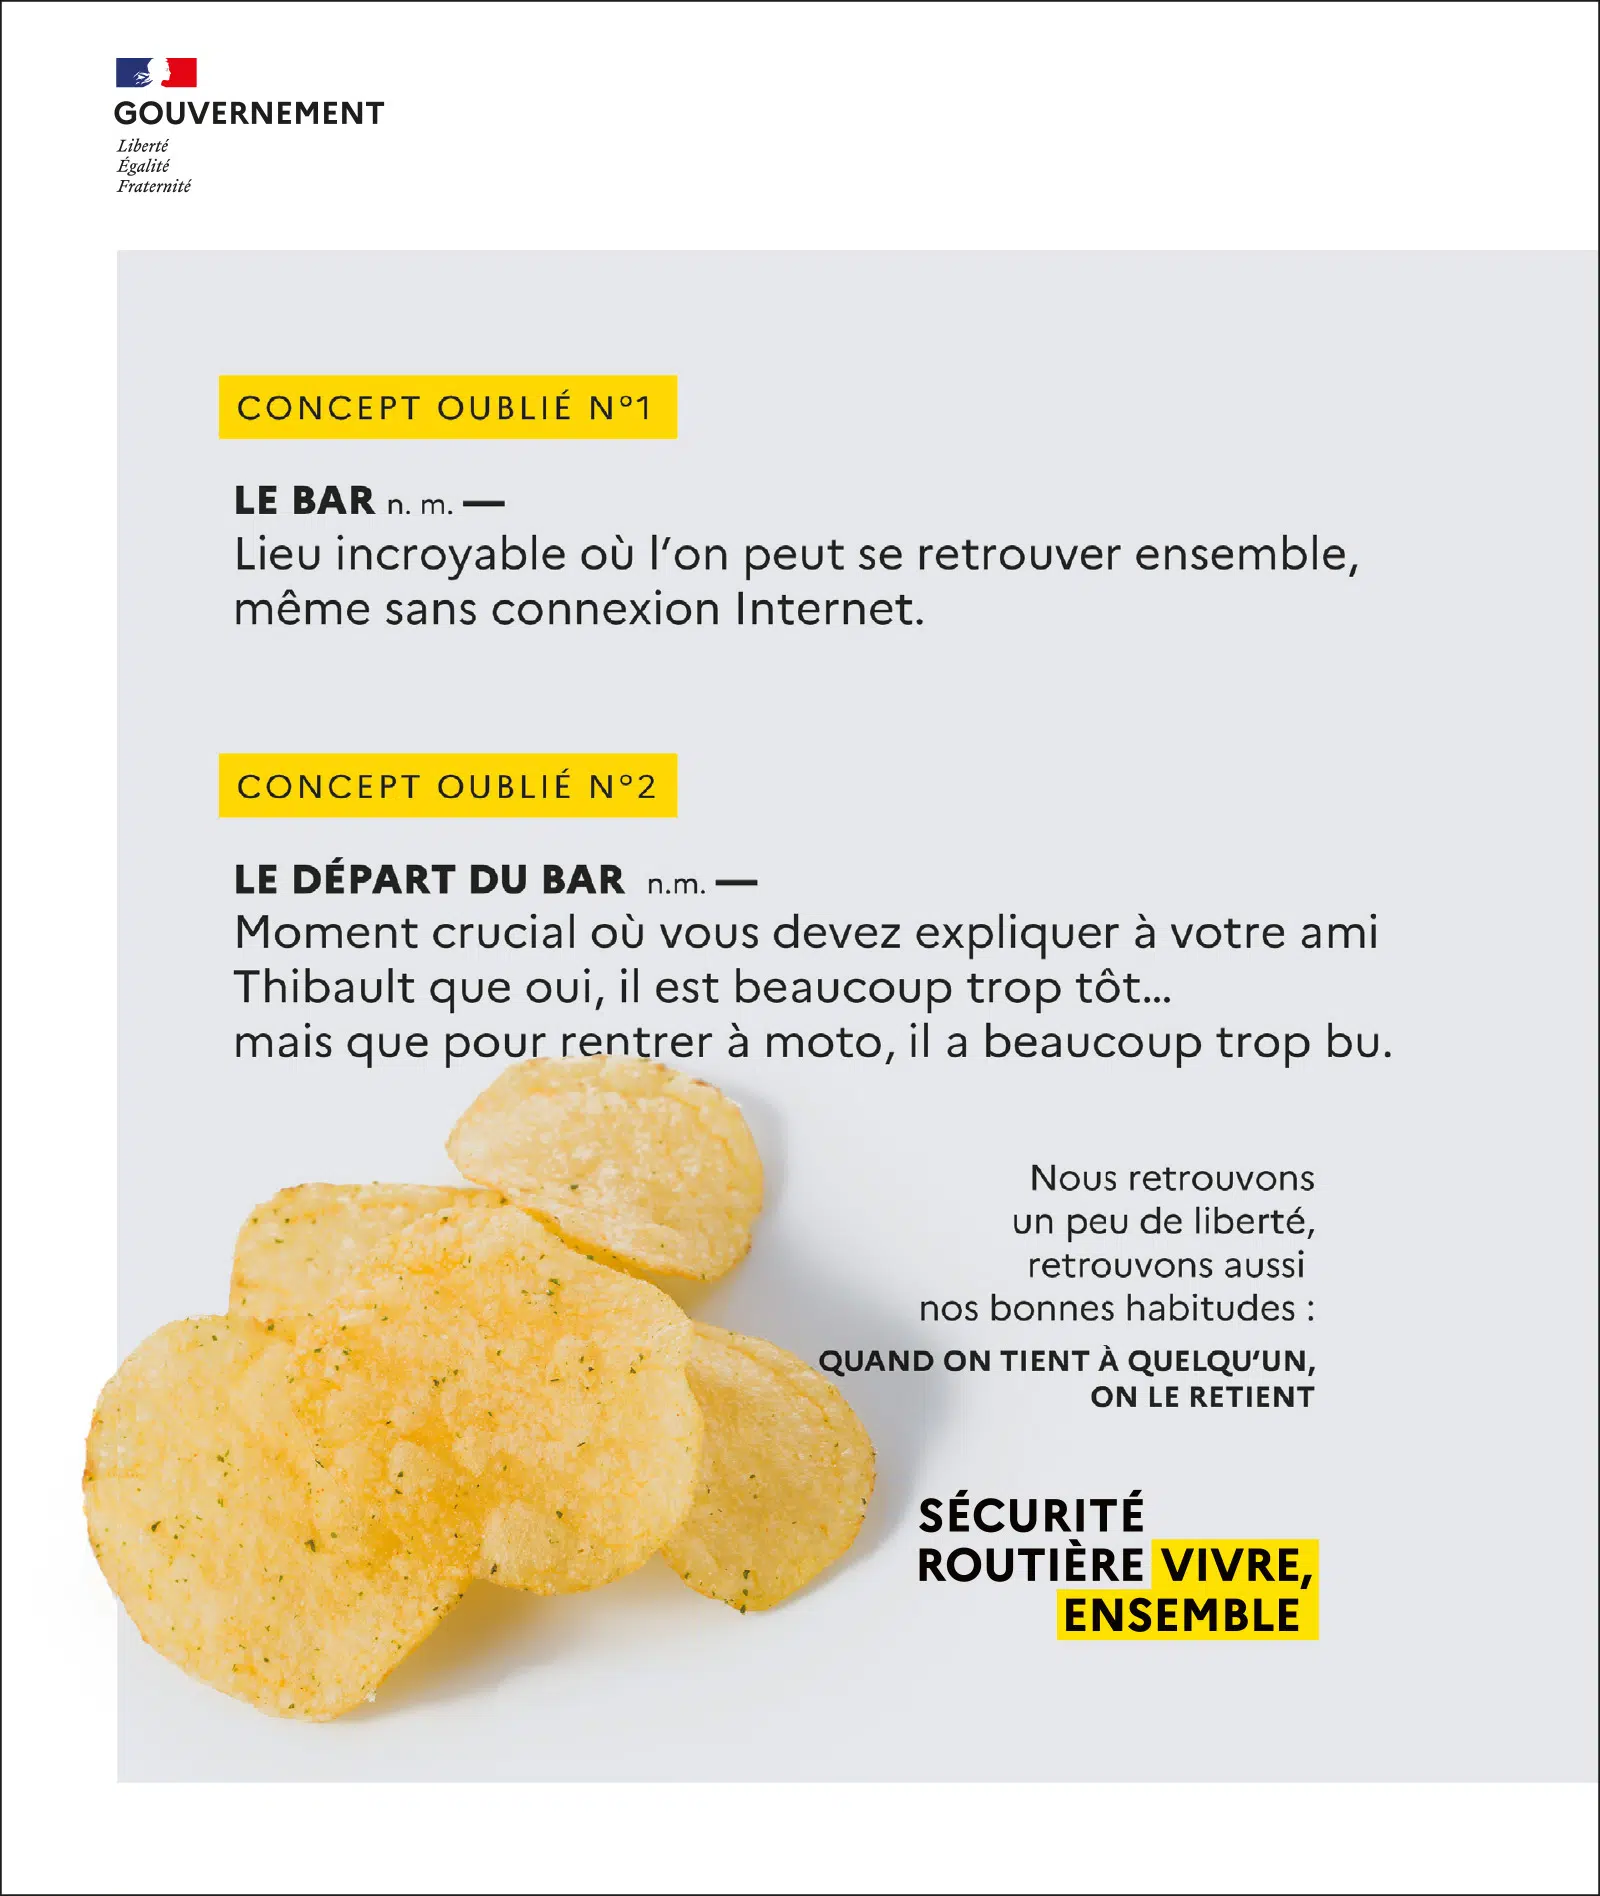 GOUVERNEMENT
Liberté
Égalité
Fraternité
CONCEPT OUBLIÉ Nº1
LE BAR n. m. —
Lieu incroyable où l’on peut se retrouver ensemble,
même sans connexion Internet.
CONCEPT OUBLIÉ Nº2
LE DÉPART DU BAR n.m. —
Moment crucial où vous devez expliquer à votre ami
Thibault que oui, il est beaucoup trop tôt...
mais que pour rentrer à moto, il a beaucoup trop bu.
Nous retrouvons
un peu de liberté,
retrouvons aussi
nos bonnes habitudes :
QUAND ON TIENT À QUELQU’UN,
ON LE RETIENT
SÉCURITÉ
ROUTIÈRE VIVRE,
ENSEMBLE